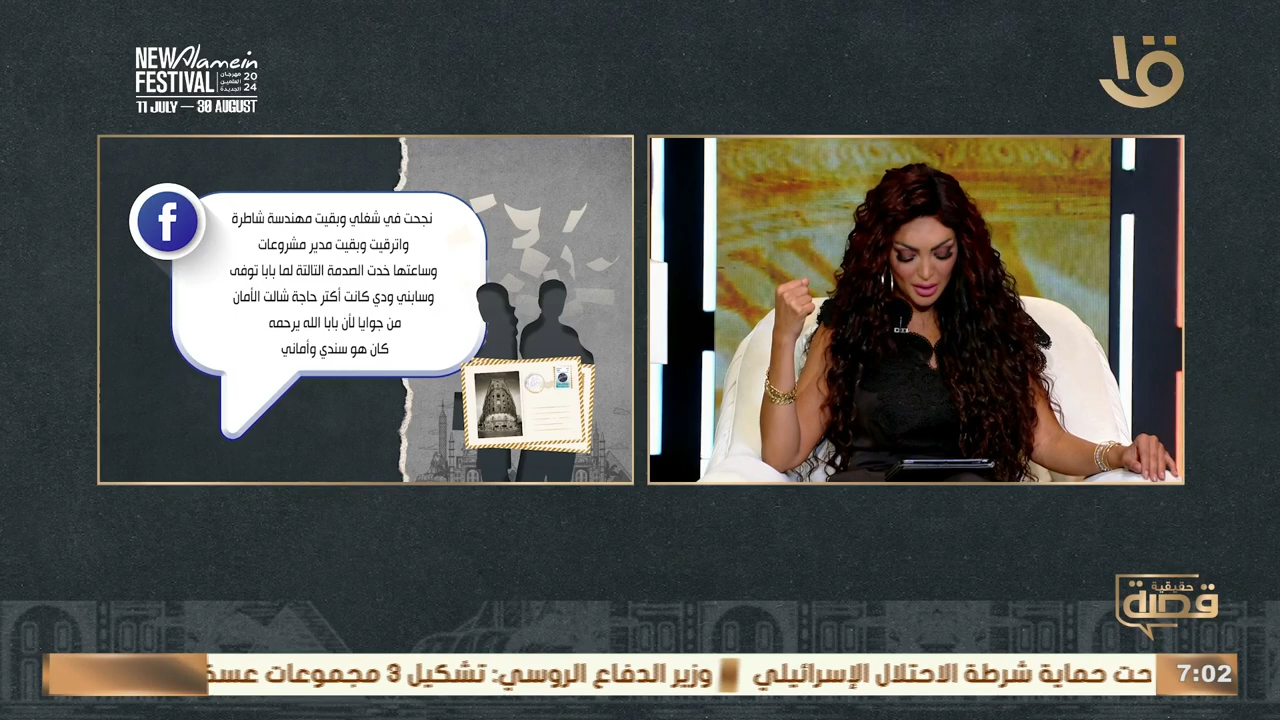 NEW Alamein
FESTIVAL
مهرجان
العلمين
الجديدة
2024
11 JULY — 30 AUGUST
ق1
نجحت في شغلي وبقيت مهندسة شاطرة
واترقيت وبقيت مدير مشروعات
وساعتها خدت الصدمة التالتة لما بابا توفى
وسابني ودي كانت أكتر حاجة شالت الأمان
من جوايا لأن بابا الله يرحمه
كان هو سندي وأماني
قصة حقيقية
7:02
حت حماية شرطة الاحتلال الإسرائيلي
وزير الدفاع الروسي: تشكيل 3 مجموعات عسك